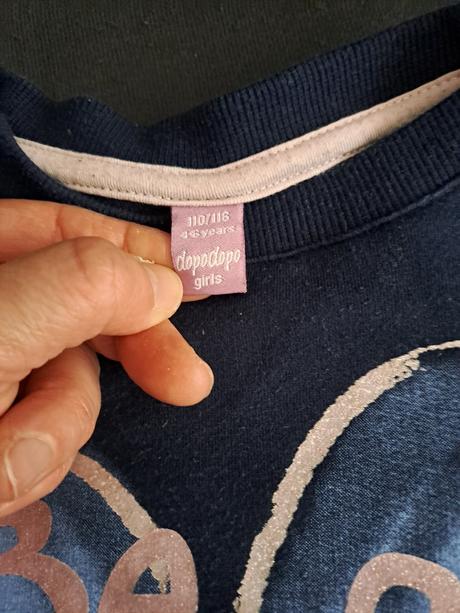 110/116
4-6 years
dopodopo
girls